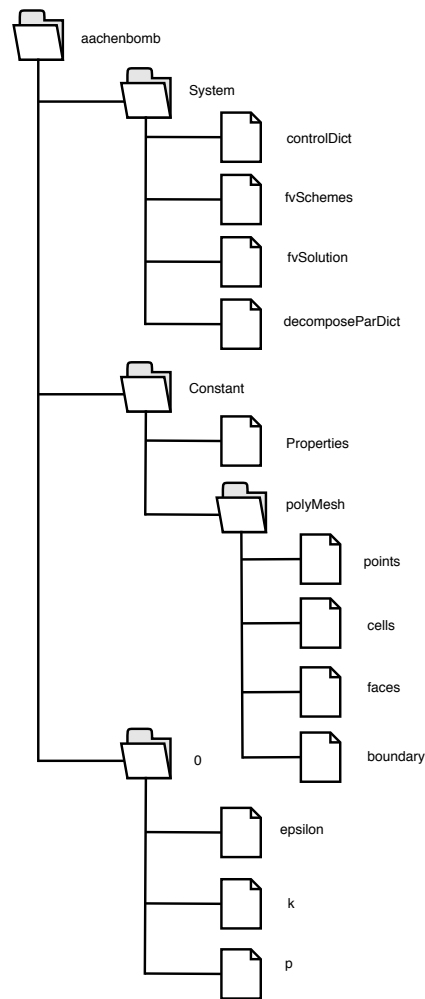 aachenbomb
System
controlDict
fvSchemes
fvSolution
decomposeParDict
Constant
Properties
polyMesh
points
cells
faces
boundary
0
epsilon
k
p